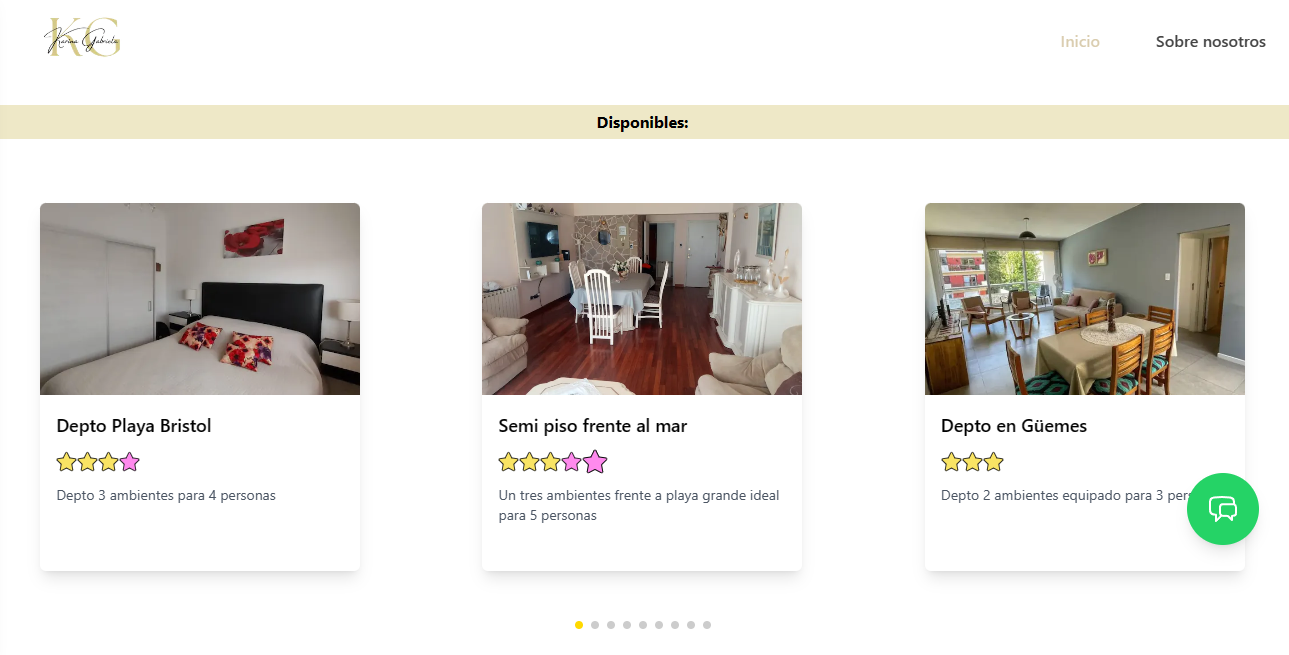 KG
Karina Gabriela
Inicio
Sobre nosotros
Disponibles:
Depto Playa Bristol
Semi piso frente al mar
Depto en Güemes
Depto 3 ambientes para 4 personas
Un tres ambientes frente a playa grande ideal
para 5 personas
Depto 2 ambientes equipado para 3 pers